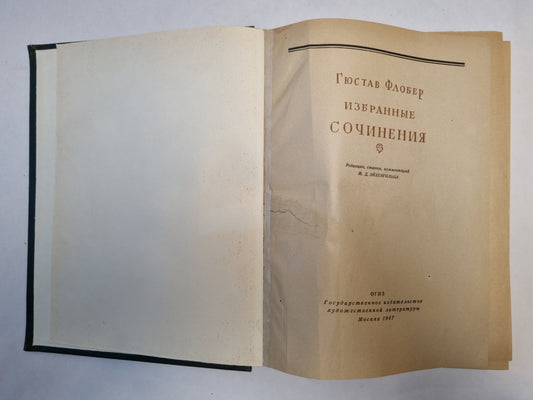 Гюстав Флобер
ИЗБРАННЫЕ
СОЧИНЕНИЯ
Редакция, статья, комментарий
М. Д. ЭЙХЕНГОЛЬЦА
ОГИЗ
Государственное издательство
художественной литературы
Москва 1947